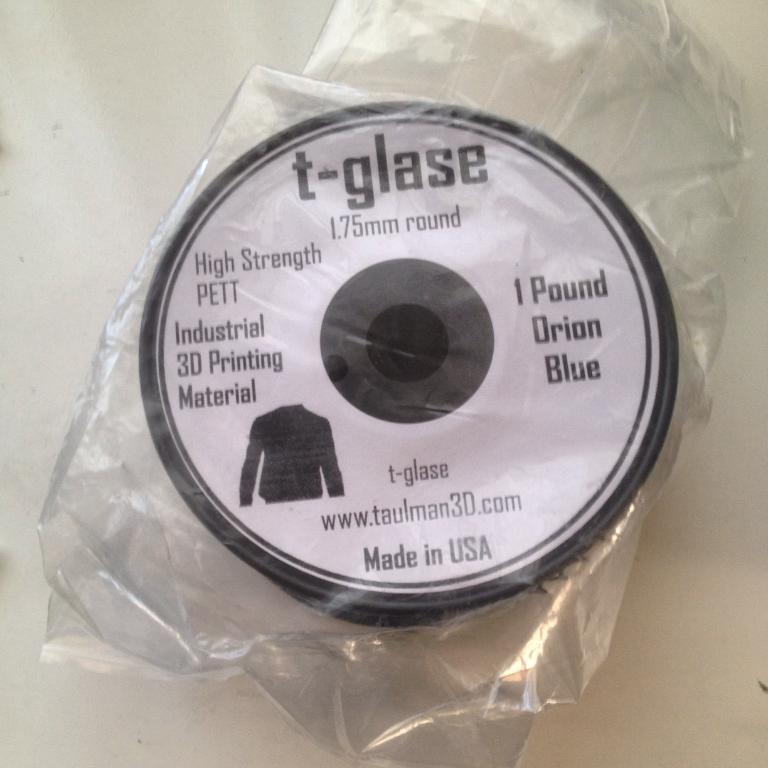 t-glase
1.75mm round
High Strength
PETT
Industrial
3D Printing
Material
1 Pound
Orion
Blue
t-glase
www.taulman3D.com
Made in USA